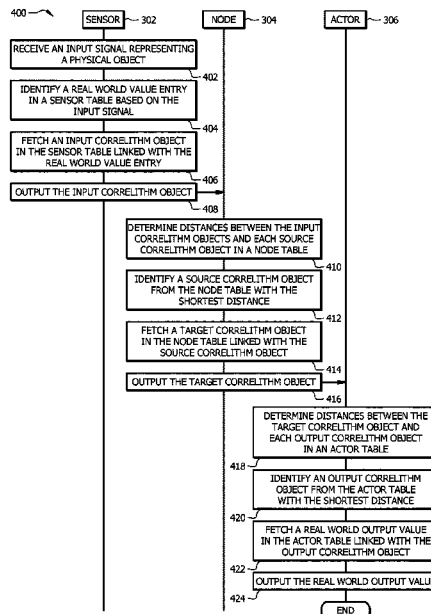 400
SENSOR
302
NODE
304
ACTOR
306
RECEIVE AN INPUT SIGNAL REPRESENTING
A PHYSICAL OBJECT
402
IDENTIFY A REAL WORLD VALUE ENTRY
IN A SENSOR TABLE BASED ON THE
INPUT SIGNAL
404
FETCH AN INPUT CORRELITHM OBJECT
IN THE SENSOR TABLE LINKED WITH THE
REAL WORLD VALUE ENTRY
406
OUTPUT THE INPUT CORRELITHM OBJECT
408
DETERMINE DISTANCES BETWEEN THE INPUT
CORRELITHM OBJECTS AND EACH SOURCE
CORRELITHM OBJECT IN A NODE TABLE
410
IDENTIFY A SOURCE CORRELITHM OBJECT
FROM THE NODE TABLE WITH THE
SHORTEST DISTANCE
412
FETCH A TARGET CORRELITHM OBJECT
IN THE NODE TABLE LINKED WITH THE
SOURCE CORRELITHM OBJECT
414
OUTPUT THE TARGET CORRELITHM OBJECT
416
DETERMINE DISTANCES BETWEEN THE
TARGET CORRELITHM OBJECT AND
EACH OUTPUT CORRELITHM OBJECT
IN AN ACTOR TABLE
418
IDENTIFY AN OUTPUT CORRELITHM
OBJECT FROM THE ACTOR TABLE
WITH THE SHORTEST DISTANCE
420
FETCH A REAL WORLD OUTPUT VALUE
IN THE ACTOR TABLE LINKED WITH THE
OUTPUT CORRELITHM OBJECT
422
OUTPUT THE REAL WORLD OUTPUT VALUE
424
END